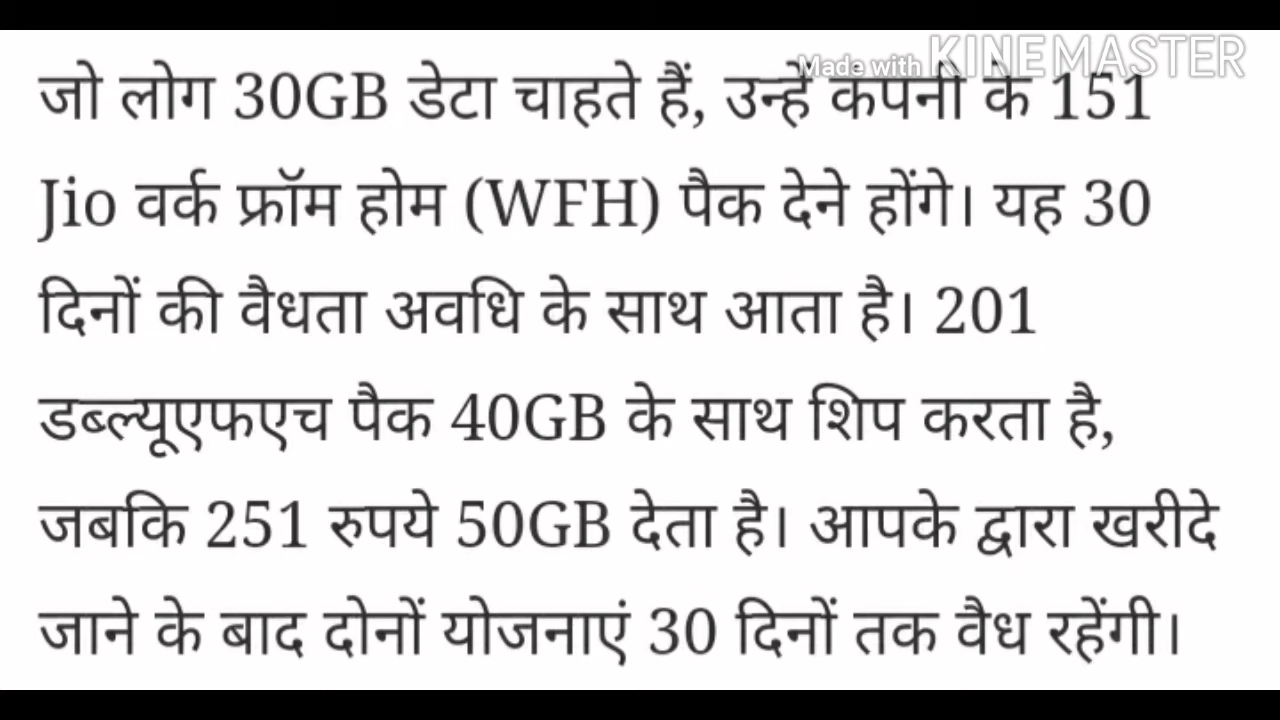 Made with KINEMASTER
जो लोग 30GB डेटा चाहते हैं, उन्हें कंपनी के 151
Jio वर्क फ्रॉम होम (WFH) पैक देने होंगे। यह 30
दिनों की वैधता अवधि के साथ आता है। 201
डब्ल्यूएफएच पैक 40GB के साथ शिप करता है,
जबकि 251 रुपये 50GB देता है। आपके द्वारा खरीदे
जाने के बाद दोनों योजनाएं 30 दिनों तक वैध रहेंगी।